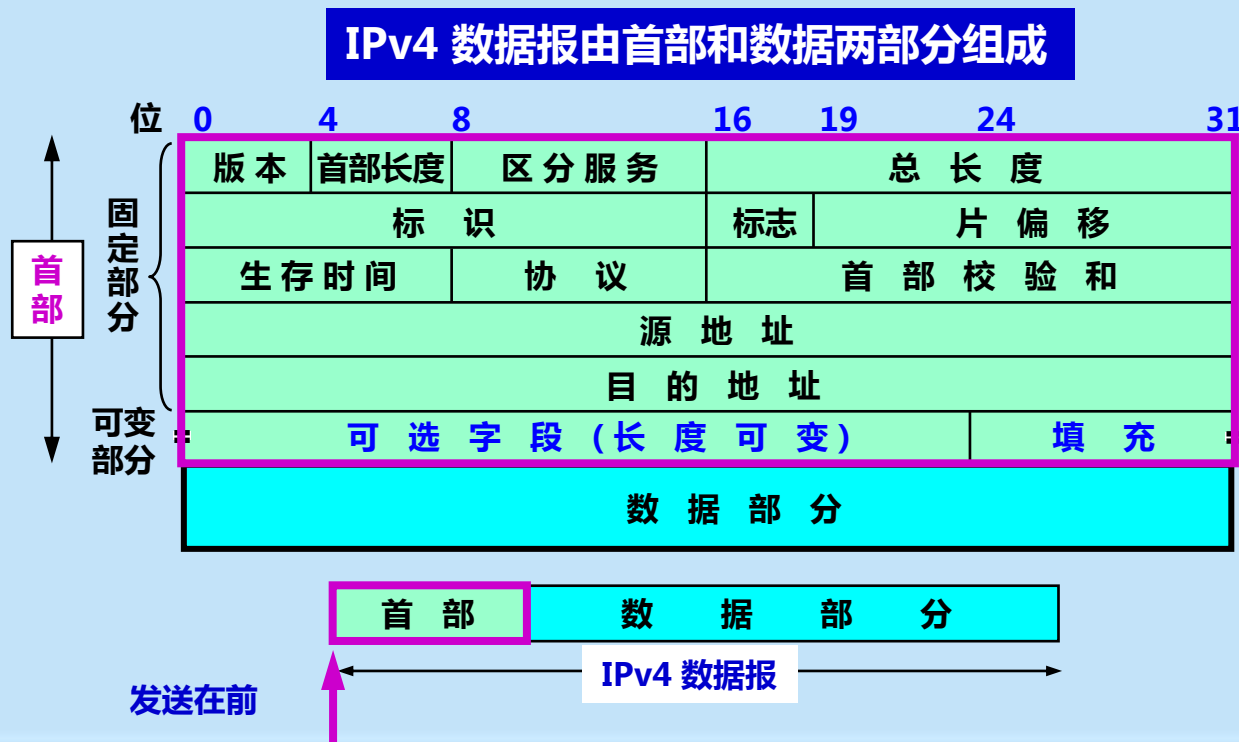 IPv4 数据报由首部和数据两部分组成
位 0 4 8 16 19 24 31
版本 首部长度 区分服务 总长度
标识 标志 片偏移
生存时间 协议 首部校验和
源地址
目的地址
可选字段(长度可变) 填充
数据部分
首部
固定部分
可变
部分
首部 数据部分
IPv4 数据报
发送在前